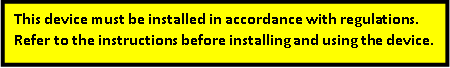 This device must be installed in accordance with regulations.
Refer to the instructions before installing and using the device.